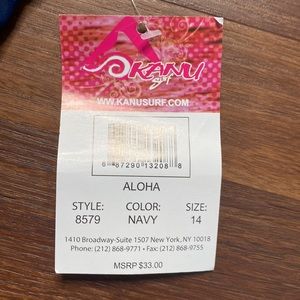 KANU
surf
WWW.KANUSURF.COM
6 87290 13208 8
ALOHA
STYLE: COLOR: SIZE:
8579 NAVY 14
1410 Broadway-Suite 1507 New York, NY 10018
Phone: (212) 868-9771 • Fax: (212) 868-9755
MSRP $33.00